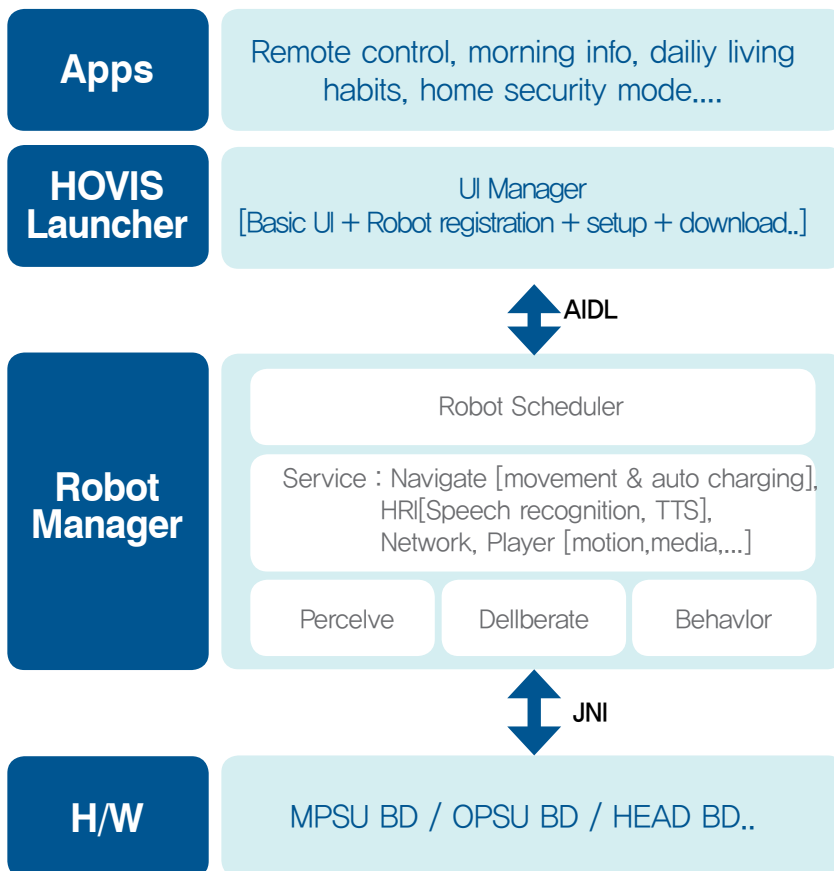 Apps
Remote control, morning info, dailiy living
habits, home security mode....
HOVIS
Launcher
UI Manager
[Basic UI + Robot registration + setup + download..]
AIDL
Robot
Manager
Robot Scheduler
Service : Navigate [movement & auto charging],
HRI[Speech recognition, TTS],
Network, Player [motion,media,...]
Percelve
Dellberate
Behavlor
JNI
H/W
MPSU BD / OPSU BD / HEAD BD..